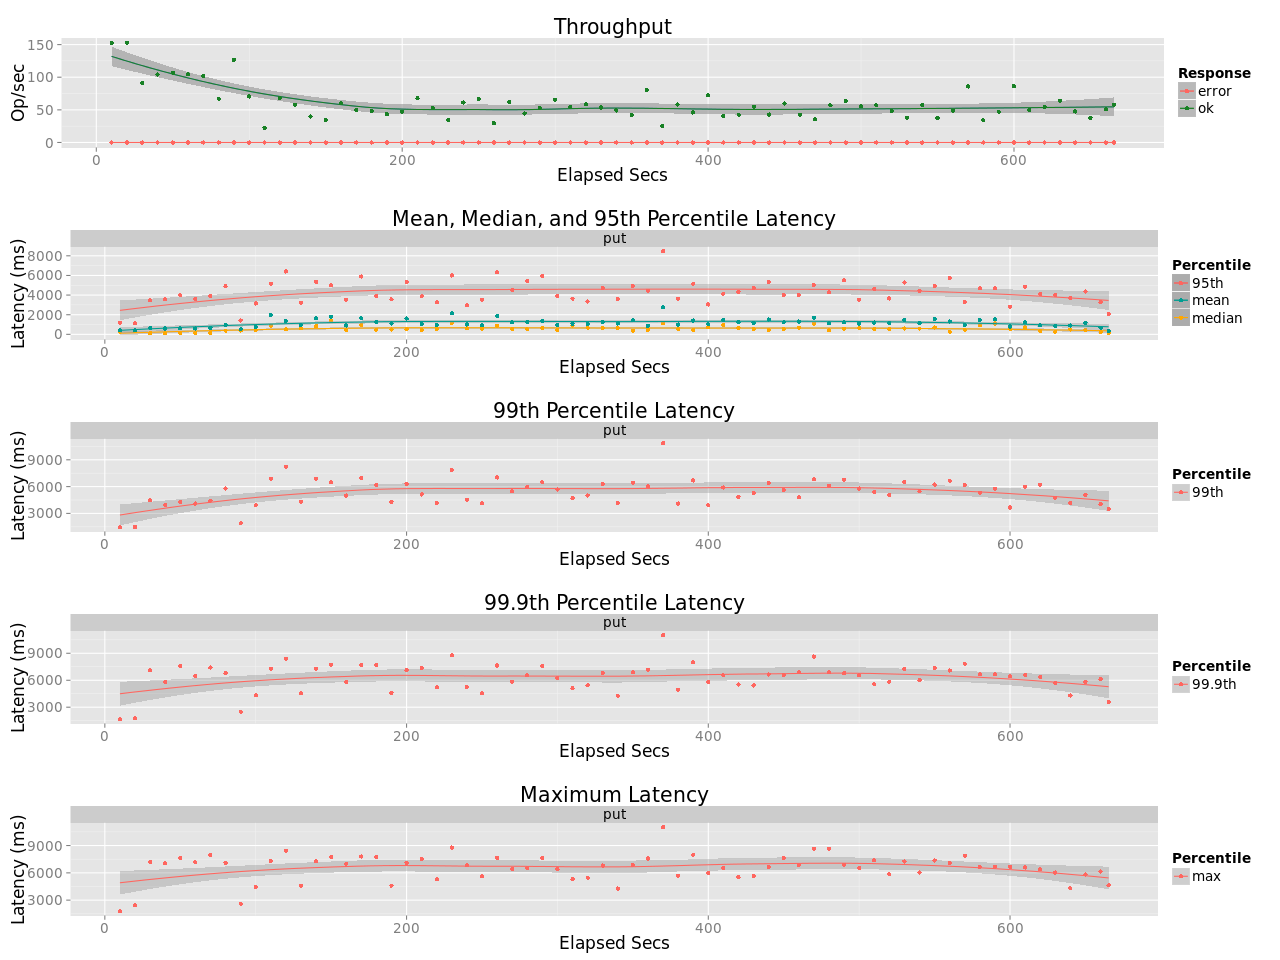 Throughput
Op/sec
150
100
50
0
0 200 400 600
Elapsed Secs
Response
error
ok
Mean, Median, and 95th Percentile Latency
put
Latency (ms)
8000
6000
4000
2000
0
0 200 400 600
Elapsed Secs
Percentile
95th
mean
median
99th Percentile Latency
put
Latency (ms)
9000
6000
3000
0 200 400 600
Elapsed Secs
Percentile
99th
99.9th Percentile Latency
put
Latency (ms)
9000
6000
3000
0 200 400 600
Elapsed Secs
Percentile
99.9th
Maximum Latency
put
Latency (ms)
9000
6000
3000
0 200 400 600
Elapsed Secs
Percentile
max